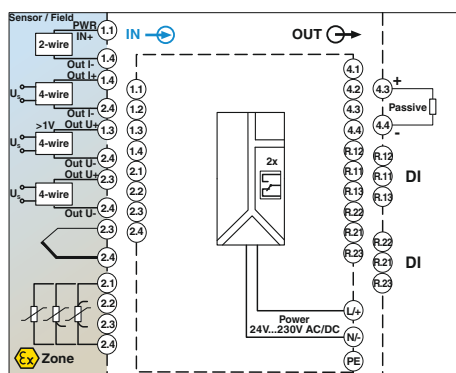 Sensor / Field
PWR
IN+
1.1
2-wire
1.4
Out I-
Out I+
1.4
Us
4-wire
2.4
Out I-
>1V
Out U+
1.3
Us
4-wire
2.4
Out U-
Out U+
2.3
Us
4-wire
2.4
Out U-
2.3
2.4
2.1
2.2
2.3
2.4
Ex Zone
IN
OUT
1.1
1.2
1.3
1.4
2.1
2.2
2.3
2.4
2x
Power
24V...230V AC/DC
4.1
4.2
4.3
4.4
R.12
R.11
R.13
R.22
R.21
R.23
L/+
N/-
PE
4.3
+
Passive
4.4
-
R.12
R.11
DI
R.13
R.22
R.21
DI
R.23